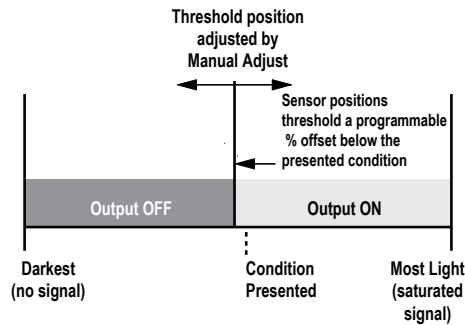 Threshold position
adjusted by
Manual Adjust
Sensor positions
threshold a programmable
% offset below the
presented condition
Output OFF
Output ON
Darkest
(no signal)
Condition
Presented
Most Light
(saturated
signal)